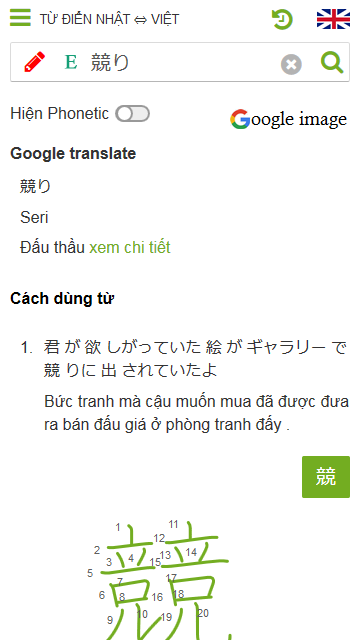 TỪ ĐIỂN NHẬT ⇔ VIỆT
E 競り
Hiện Phonetic
Google image
Google translate
競り
Seri
Đấu thầu xem chi tiết
Cách dùng từ
1. 君 が 欲 しがっていた 絵 が ギャラリー で
競 りに 出 されていたよ
Bức tranh mà cậu muốn mua đã được đưa
ra bán đấu giá ở phòng tranh đấy .
競
1 11
2 12
3 4 15 13 14
5
7 17
6 8 16 18
9 10 19 20